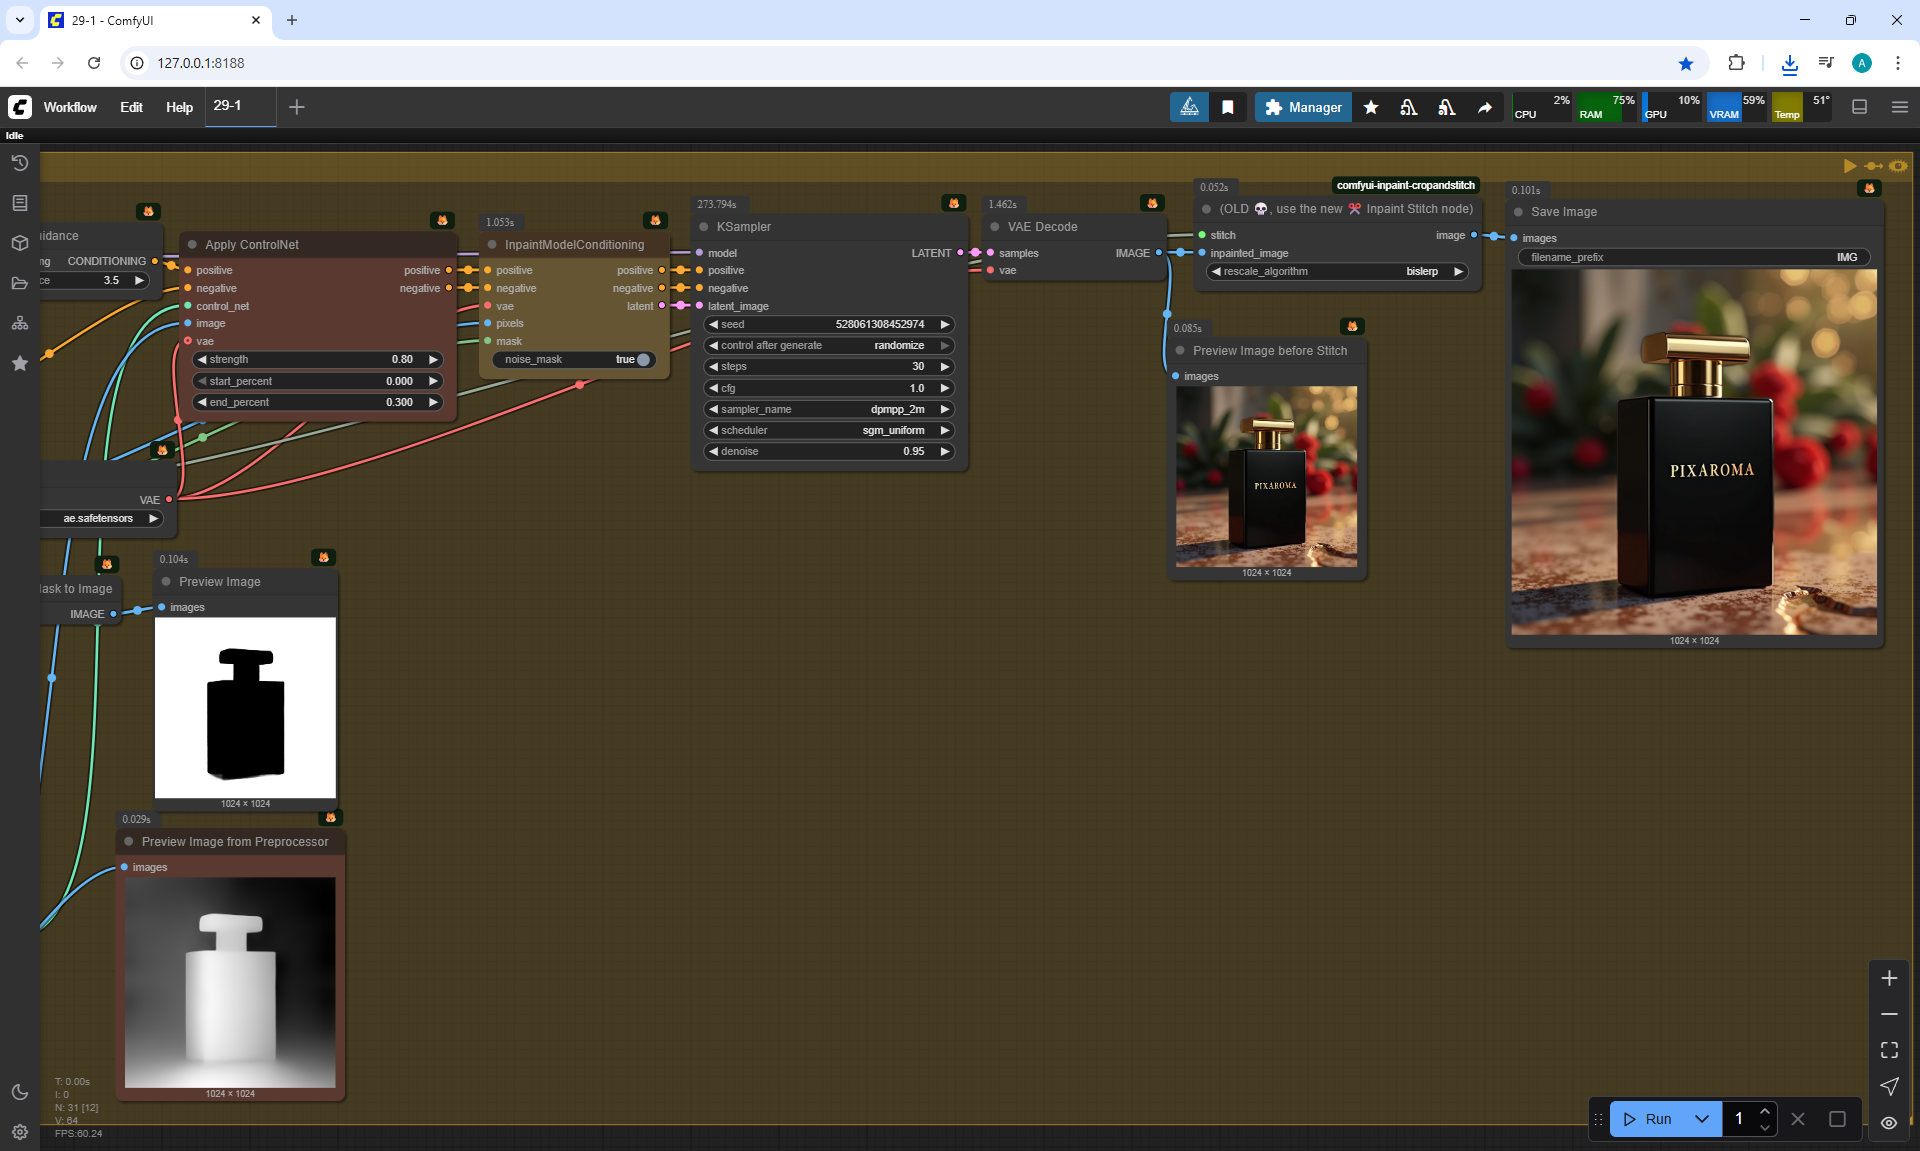 29-1 - ComfyUI
127.0.0.1:8188
A
Workflow
Edit
Help
29-1
Manager
CPU 2%
RAM 75%
GPU 10%
VRAM 59%
Temp 51°
Idle
idance
ng CONDITIONING
ce 3.5
Apply ControlNet
positive positive
negative negative
control_net
image
vae
strength 0.80
start_percent 0.000
end_percent 0.300
1.053s
InpaintModelConditioning
positive positive
negative negative
vae latent
pixels
mask
noise_mask true
273.794s
KSampler
model LATENT
positive
negative
latent_image
seed 528061308452974
control after generate randomize
steps 30
cfg 1.0
sampler_name dpmpp_2m
scheduler sgm_uniform
denoise 0.95
1.462s
VAE Decode
samples IMAGE
vae
0.052s
comfyui-inpaint-cropandstitch
(OLD 💀, use the new ✂️ Inpaint Stitch node)
stitch image
inpainted_image
rescale_algorithm bislerp
0.085s
Preview Image before Stitch
images
PIXAROMA
1024 × 1024
0.101s
Save Image
images
filename_prefix IMG
PIXAROMA
1024 × 1024
VAE
ae.safetensors
ask to Image
IMAGE
0.104s
Preview Image
images
1024 × 1024
0.029s
Preview Image from Preprocessor
images
1024 × 1024
T: 0.00s
I: 0
N: 31 [12]
V: 64
FPS:60.24
Run
1